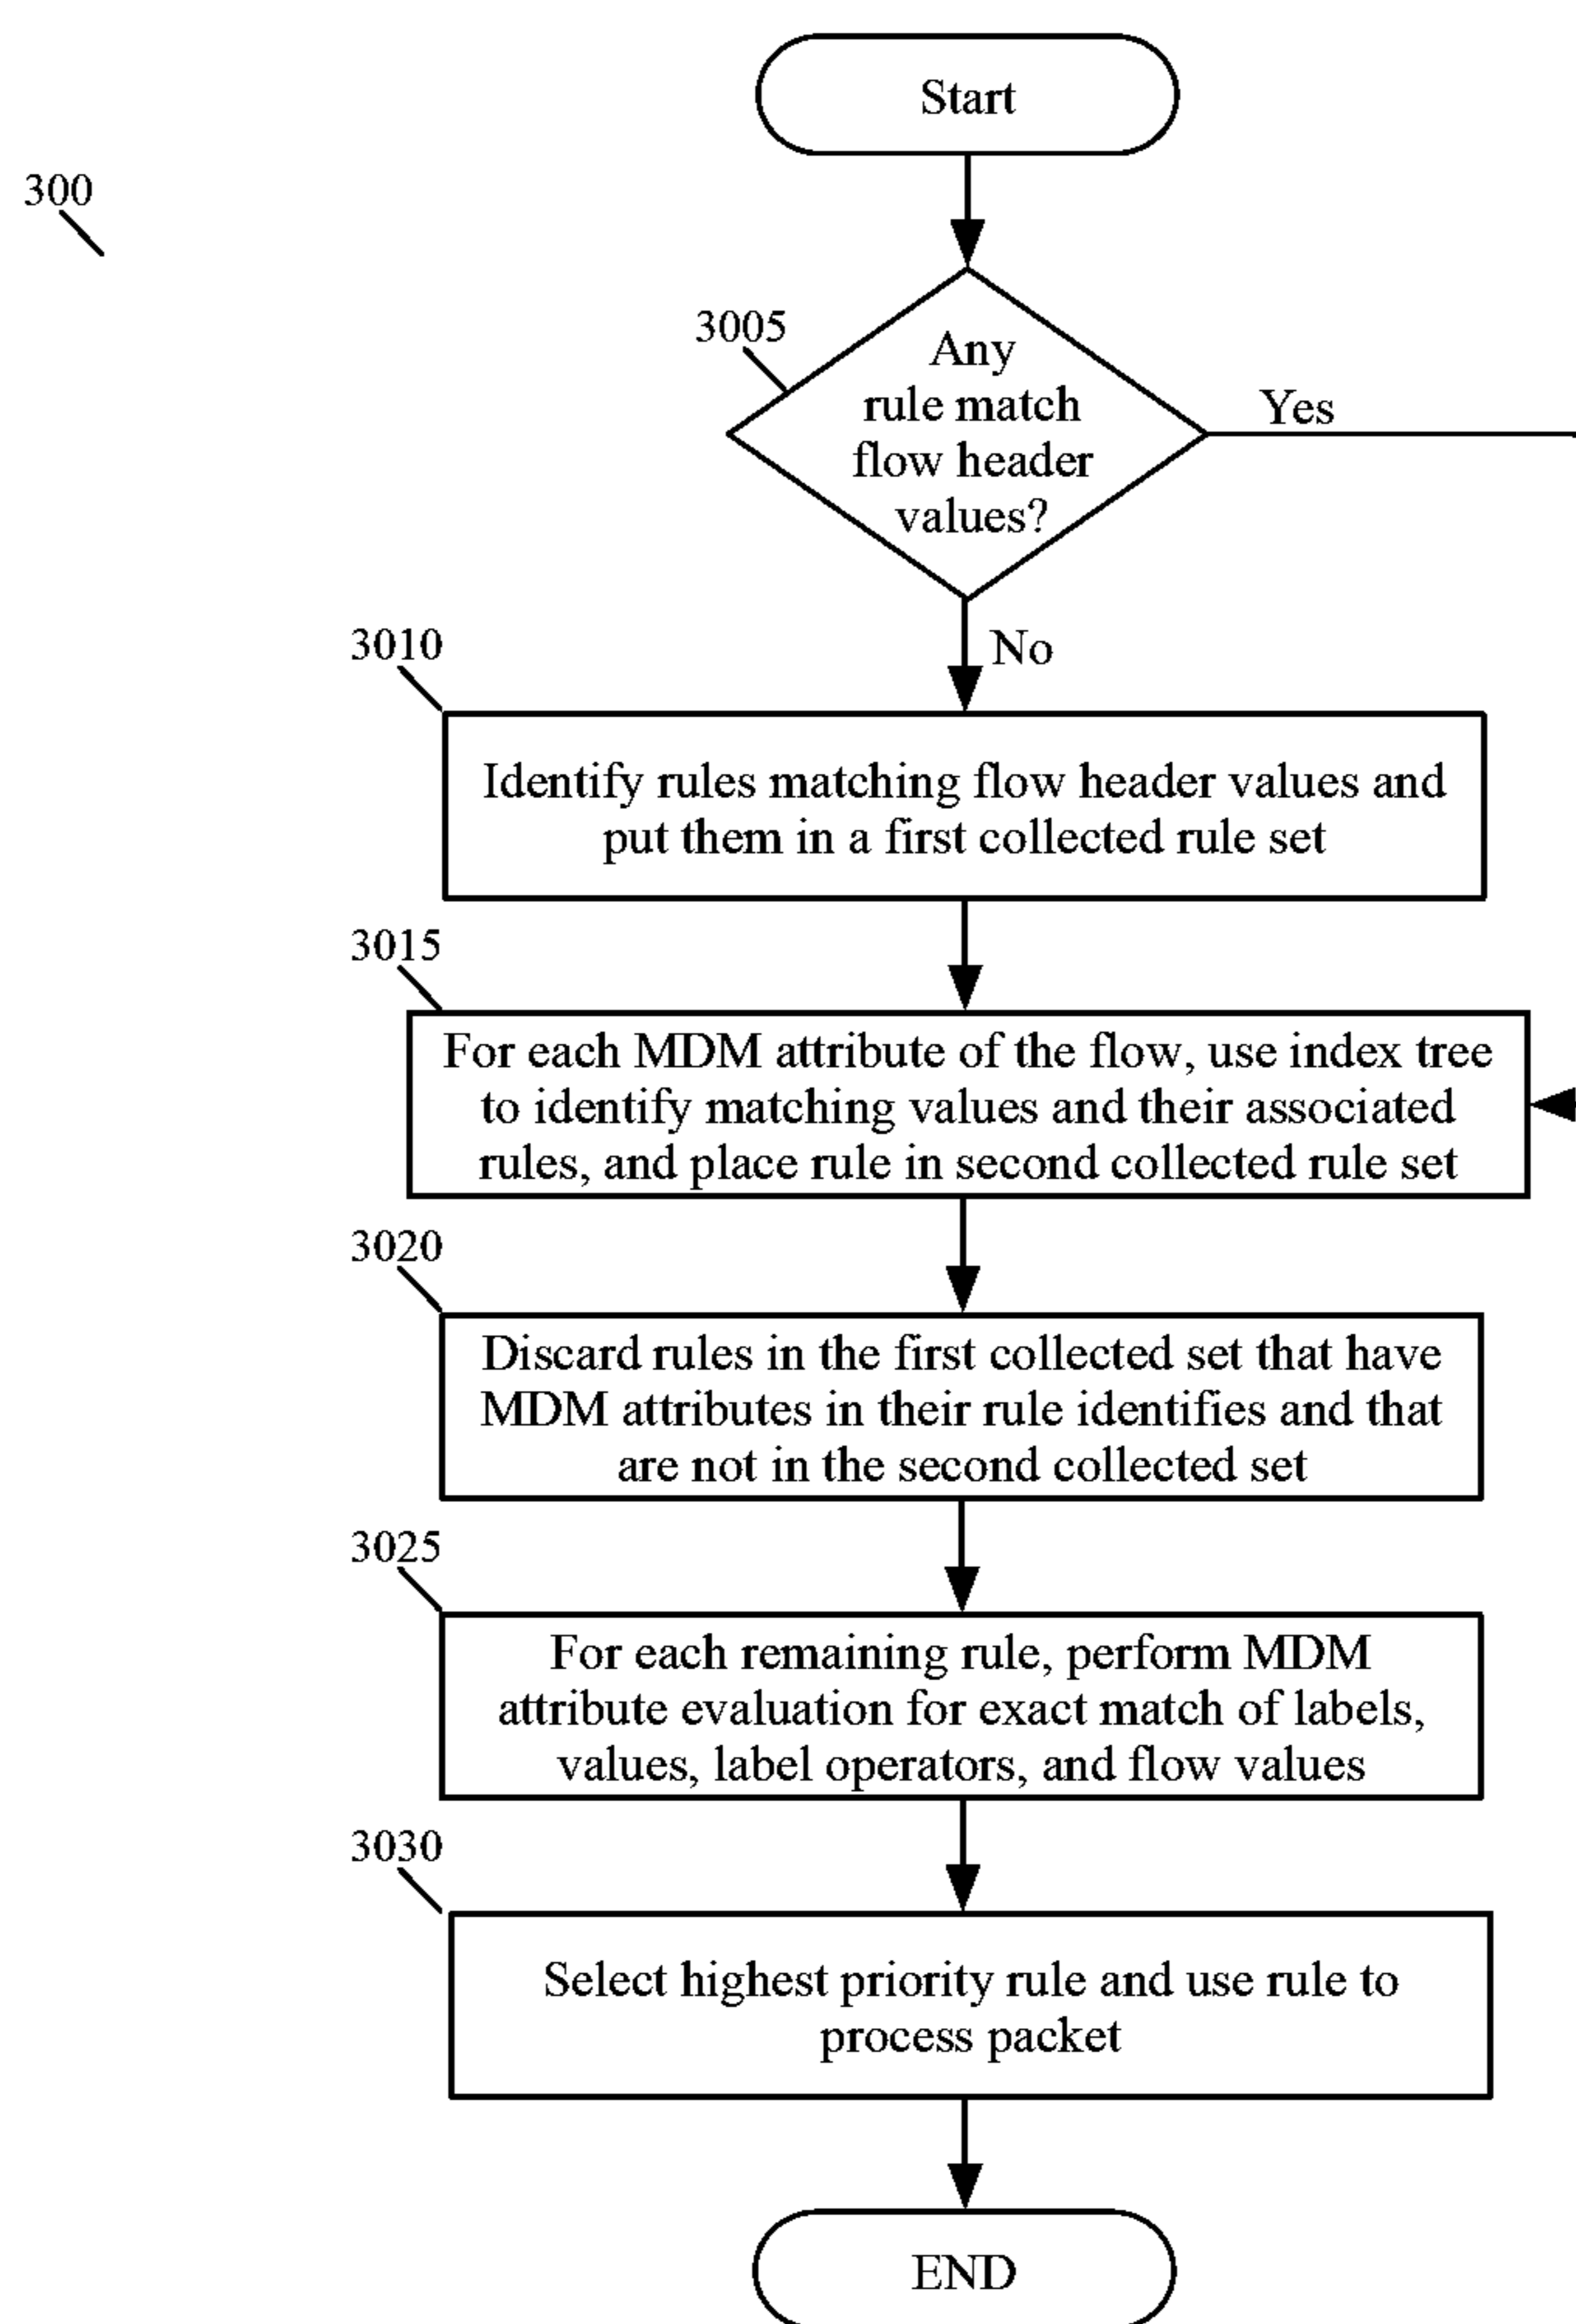 Start
300
3005
Any
rule match
flow header
values?
Yes
No
3010
Identify rules matching flow header values and
put them in a first collected rule set
3015
For each MDM attribute of the flow, use index tree
to identify matching values and their associated
rules, and place rule in second collected rule set
3020
Discard rules in the first collected set that have
MDM attributes in their rule identifies and that
are not in the second collected set
3025
For each remaining rule, perform MDM
attribute evaluation for exact match of labels,
values, label operators, and flow values
3030
Select highest priority rule and use rule to
process packet
END